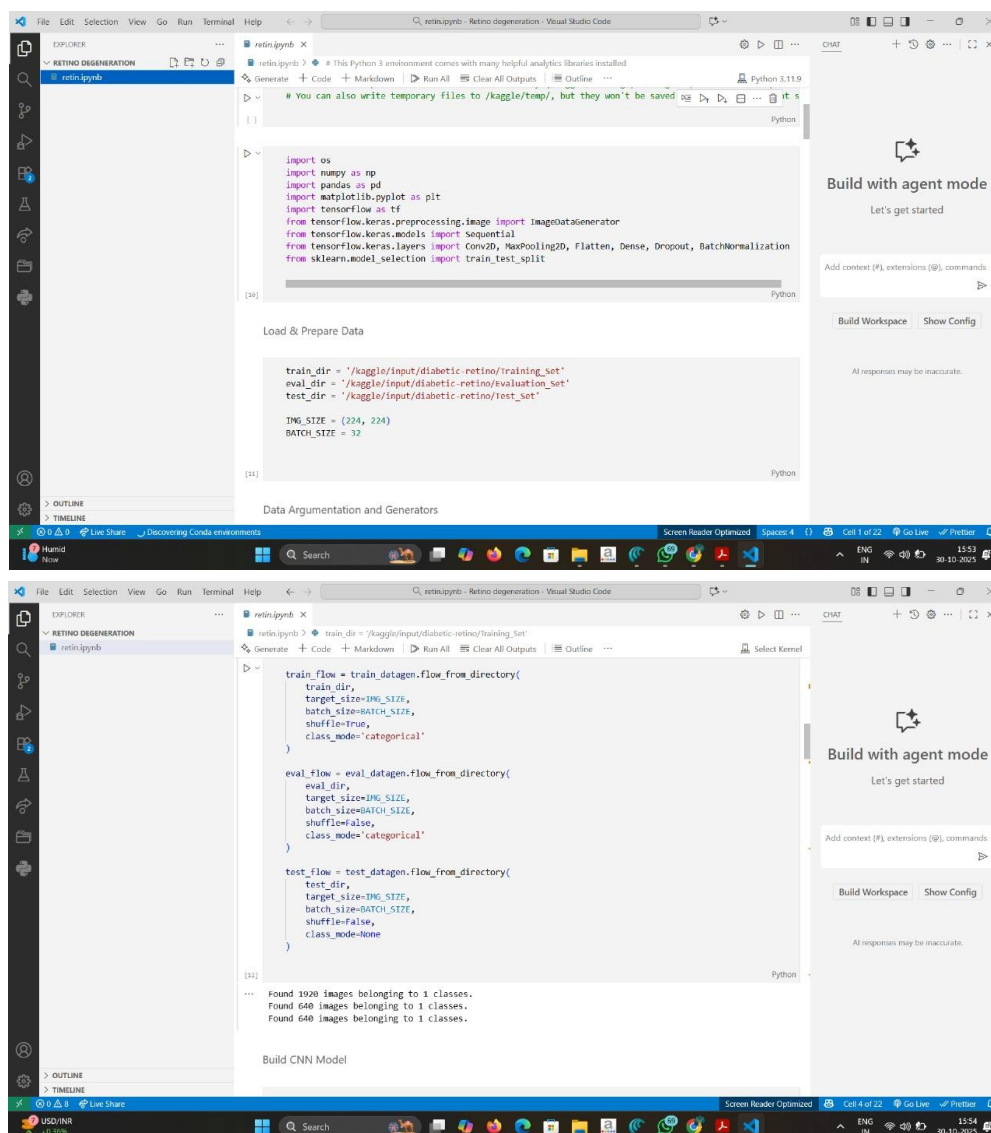 File Edit Selection View Go Run Terminal Help
retin.ipynb - Retino degeneration - Visual Studio Code
EXPLORER
RETINO DEGENERATION
retin.ipynb
OUTLINE
TIMELINE
retin.ipynb
retin.ipynb > # This Python 3 environment comes with many helpful analytics libraries installed
Generate + Code + Markdown Run All Clear All Outputs Outline ... Python 3.11.9
# You can also write temporary files to /kaggle/temp/, but they won't be saved
[ ] Python
import os
import numpy as np
import pandas as pd
import matplotlib.pyplot as plt
import tensorflow as tf
from tensorflow.keras.preprocessing.image import ImageDataGenerator
from tensorflow.keras.models import Sequential
from tensorflow.keras.layers import Conv2D, MaxPooling2D, Flatten, Dense, Dropout, BatchNormalization
from sklearn.model_selection import train_test_split
[10] Python
Load & Prepare Data
train_dir = '/kaggle/input/diabetic-retino/Training_Set'
eval_dir = '/kaggle/input/diabetic-retino/Evaluation_Set'
test_dir = '/kaggle/input/diabetic-retino/Test_Set'
IMG_SIZE = (224, 224)
BATCH_SIZE = 32
[11] Python
Data Argumentation and Generators
CHAT
Build with agent mode
Let's get started
Add context (#), extensions (@), commands
Build Workspace Show Config
AI responses may be inaccurate.
0 0 Live Share Discovering Conda environments
Screen Reader Optimized Spaces: 4 {} Cell 1 of 22 Go Live Prettier
Humid
Now
Search
ENG
IN
15:53
30-10-2025
File Edit Selection View Go Run Terminal Help
retin.ipynb - Retino degeneration - Visual Studio Code
EXPLORER
RETINO DEGENERATION
retin.ipynb
OUTLINE
TIMELINE
retin.ipynb
retin.ipynb > train_dir = '/kaggle/input/diabetic-retino/Training_Set'
Generate + Code + Markdown Run All Clear All Outputs Outline ... Select Kernel
train_flow = train_datagen.flow_from_directory(
train_dir,
target_size=IMG_SIZE,
batch_size=BATCH_SIZE,
shuffle=True,
class_mode='categorical'
)
eval_flow = eval_datagen.flow_from_directory(
eval_dir,
target_size=IMG_SIZE,
batch_size=BATCH_SIZE,
shuffle=False,
class_mode='categorical'
)
test_flow = test_datagen.flow_from_directory(
test_dir,
target_size=IMG_SIZE,
batch_size=BATCH_SIZE,
shuffle=False,
class_mode=None
)
Python
Found 1920 images belonging to 1 classes.
Found 640 images belonging to 1 classes.
Found 640 images belonging to 1 classes.
Build CNN Model
CHAT
Build with agent mode
Let's get started
Add context (#), extensions (@), commands
Build Workspace Show Config
AI responses may be inaccurate.
0 8 Live Share
Screen Reader Optimized Cell 4 of 22 Go Live Prettier
USD/INR
Search
ENG
IN
15:54
30-10-2025